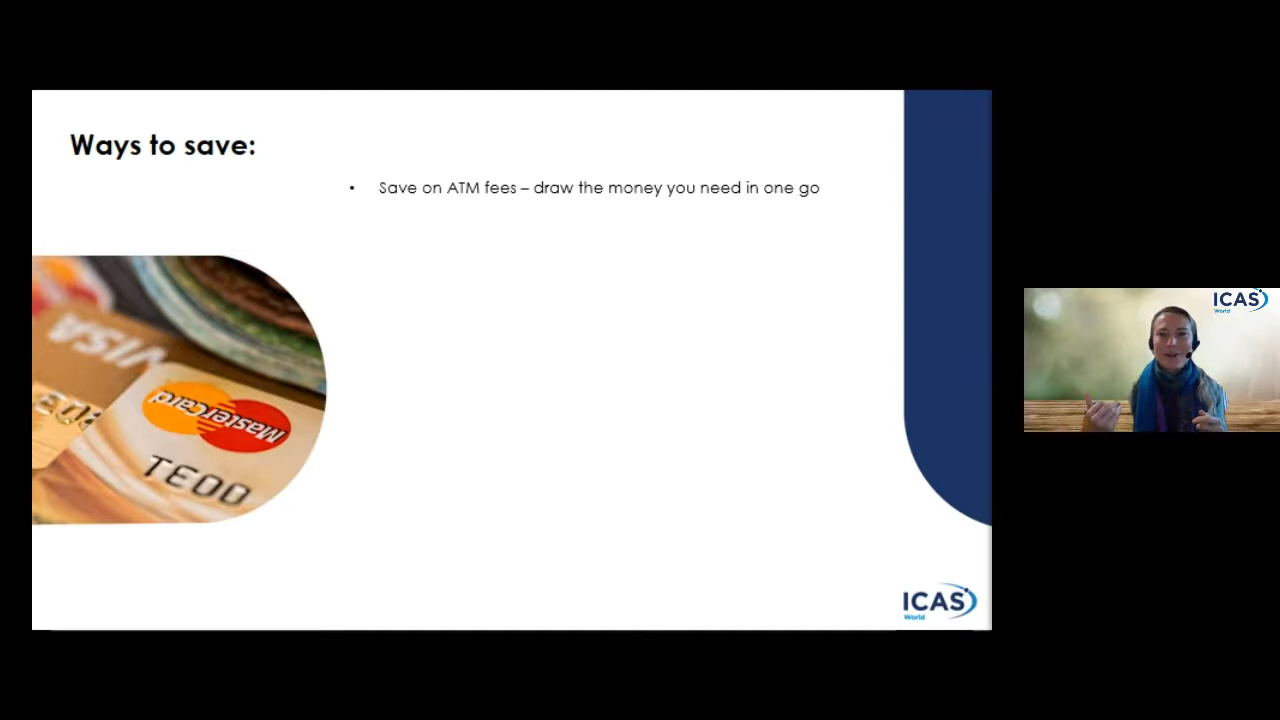 Ways to save:
• Save on ATM fees – draw the money you need in one go
VISA
MasterCard
TEOO
ICAS
World
ICAS
World